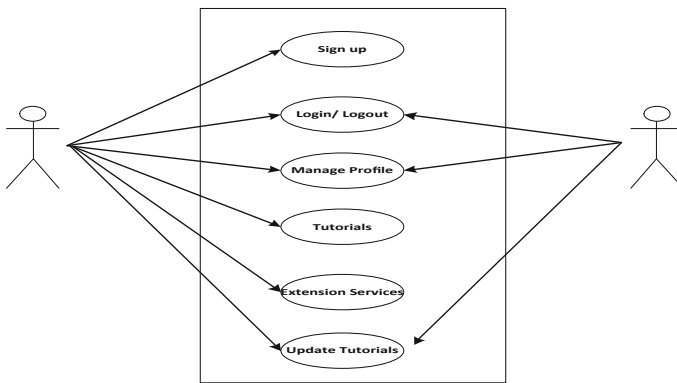 Sign up
Login/ Logout
Manage Profile
Tutorials
Extension Services
Update Tutorials